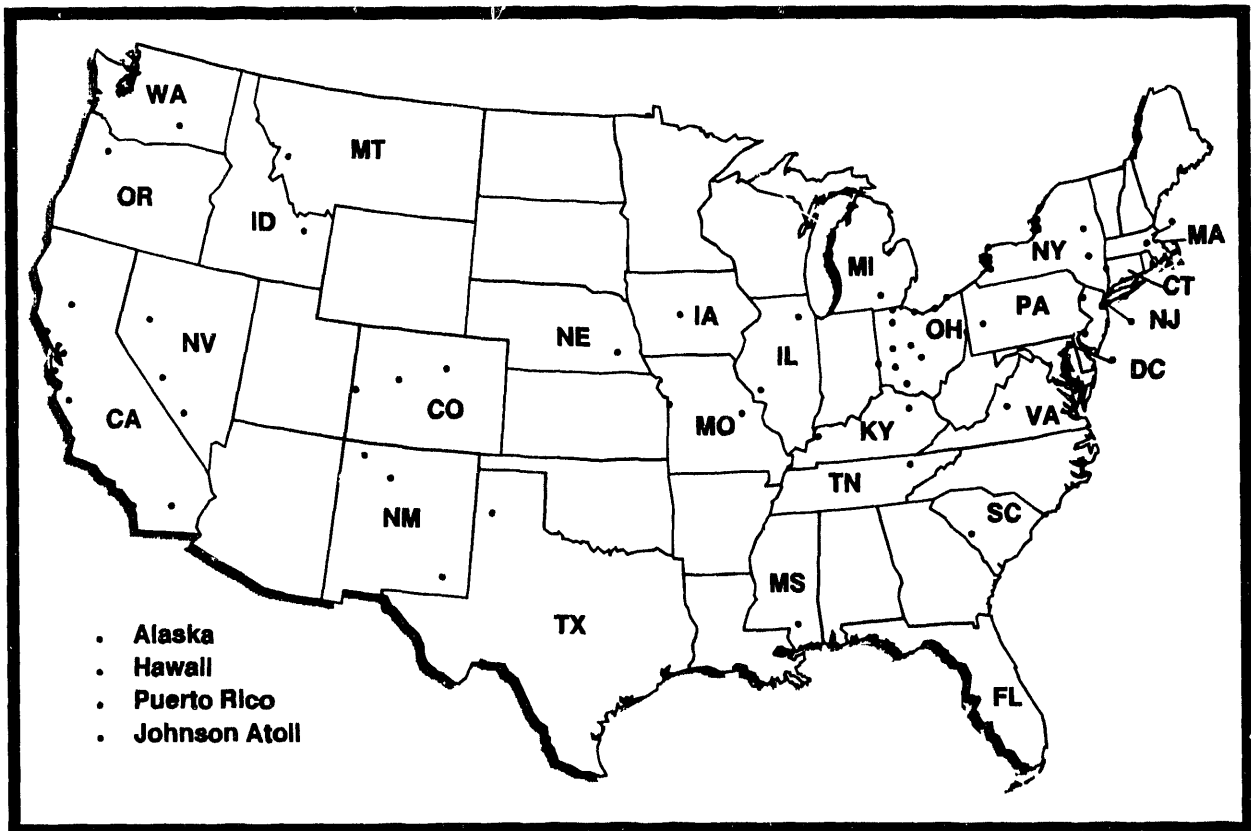 WA
MT
OR
ID
MA
NY
MI
CT
PA
IA
NJ
OH
NE
NV
IL
DC
CO
VA
CA
MO
KY
TN
SC
NM
MS
TX
• Alaska
• Hawaii
• Puerto Rico
• Johnson Atoll
FL